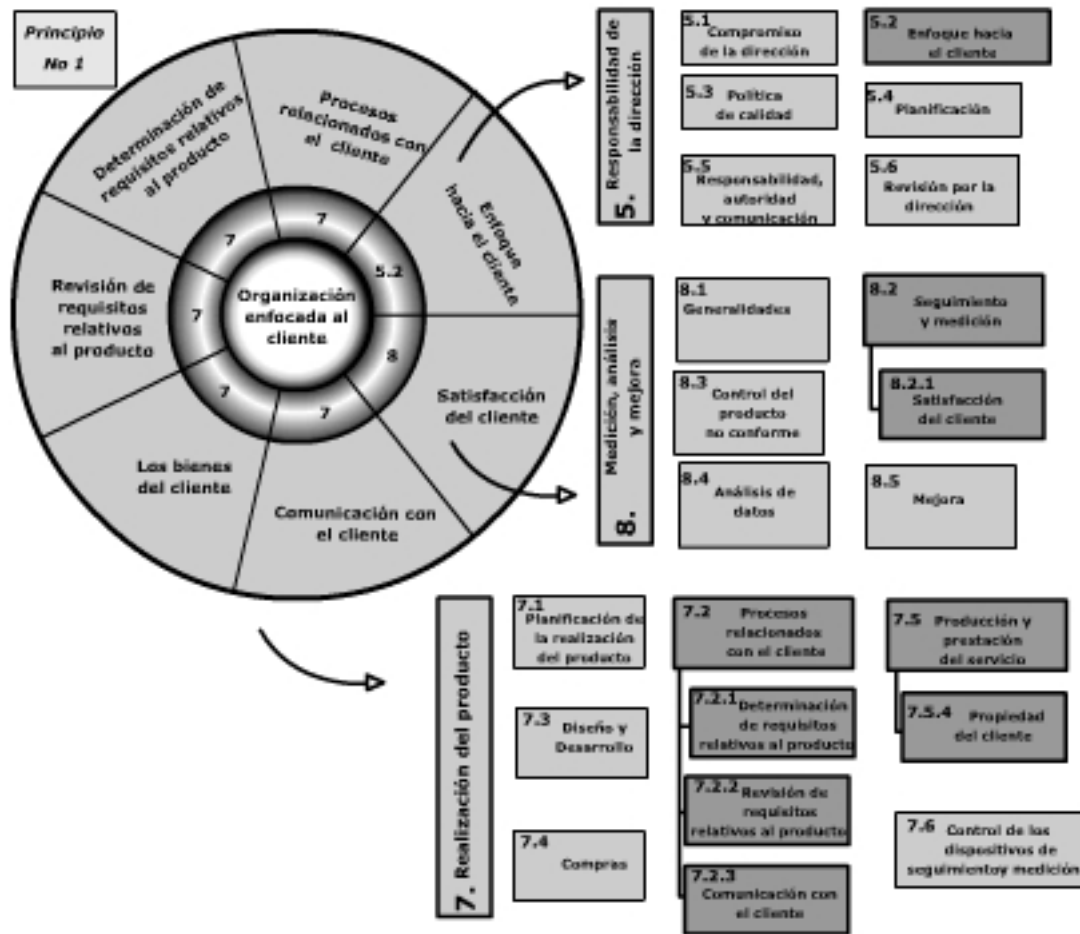 Principio
No 1
Determinación de
requisitos relativos
al producto
Procesos
relacionados con
el cliente
Enfoque
hacia el cliente
Revisión de
requisitos
relativos
al producto
Satisfacción
del cliente
Los bienes
del cliente
Comunicación con
el cliente
7
7
5.2
7
8
7
7
Organización
enfocada al
cliente
5. Responsabilidad de
la dirección
5.1
Compromiso
de la dirección
5.2
Enfoque hacia
el cliente
5.3 Política
de calidad
5.4
Planificación
5.5
Responsabilidad,
autoridad
y comunicación
5.6
Revisión por la
dirección
8. Medición, análisis
y mejora
8.1
Generalidades
8.2
Seguimiento
y medición
8.2.1
Satisfacción
del cliente
8.3 Control del
producto
no conforme
8.4
Análisis de
datos
8.5
Mejora
7. Realización del producto
7.1
Planificación de
la realización
del producto
7.2 Procesos
relacionados
con el cliente
7.2.1
Determinación
de requisitos
relativos al producto
7.2.2
Revisión de
requisitos
relativos al producto
7.2.3
Comunicación con
el cliente
7.3
Diseño y
Desarrollo
7.4
Compras
7.5 Producción y
prestación
del servicio
7.5.4 Propiedad
del cliente
7.6 Control de los
dispositivos de
seguimientoy medición